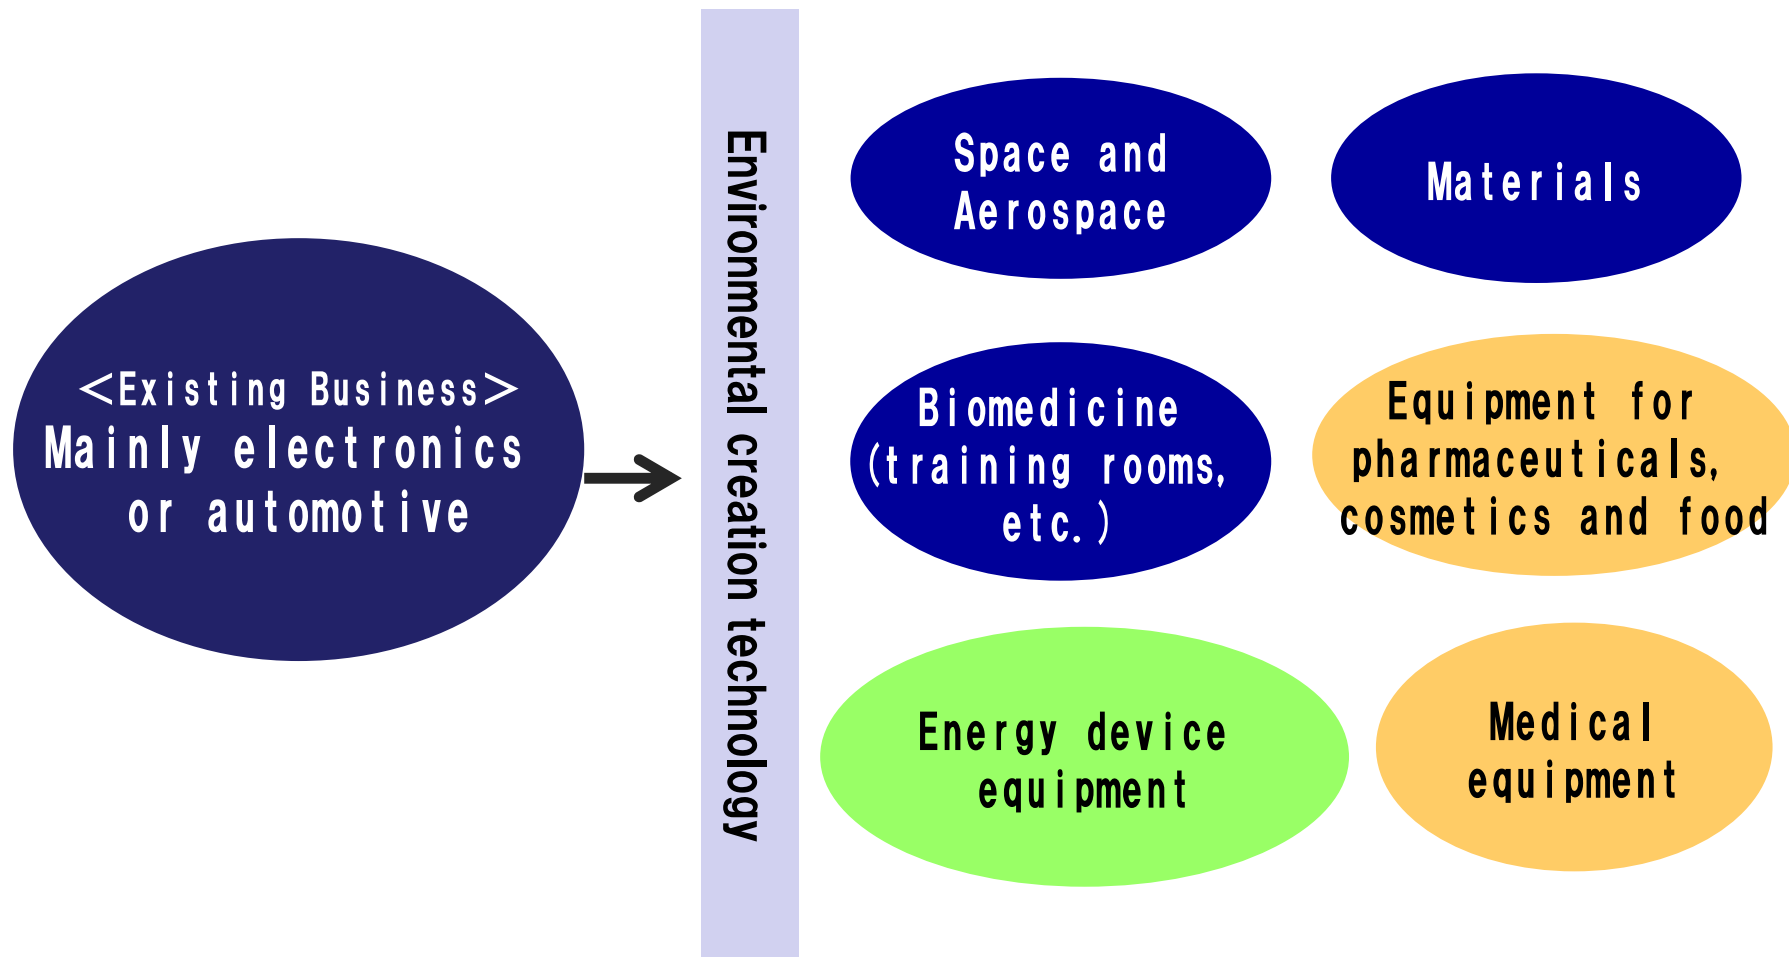 <Existing Business>
Mainly electronics
or automotive
Environmental creation technology
Space and
Aerospace
Materials
Biomedicine
(training rooms,
etc.)
Equipment for
pharmaceuticals,
cosmetics and food
Energy device
equipment
Medical
equipment